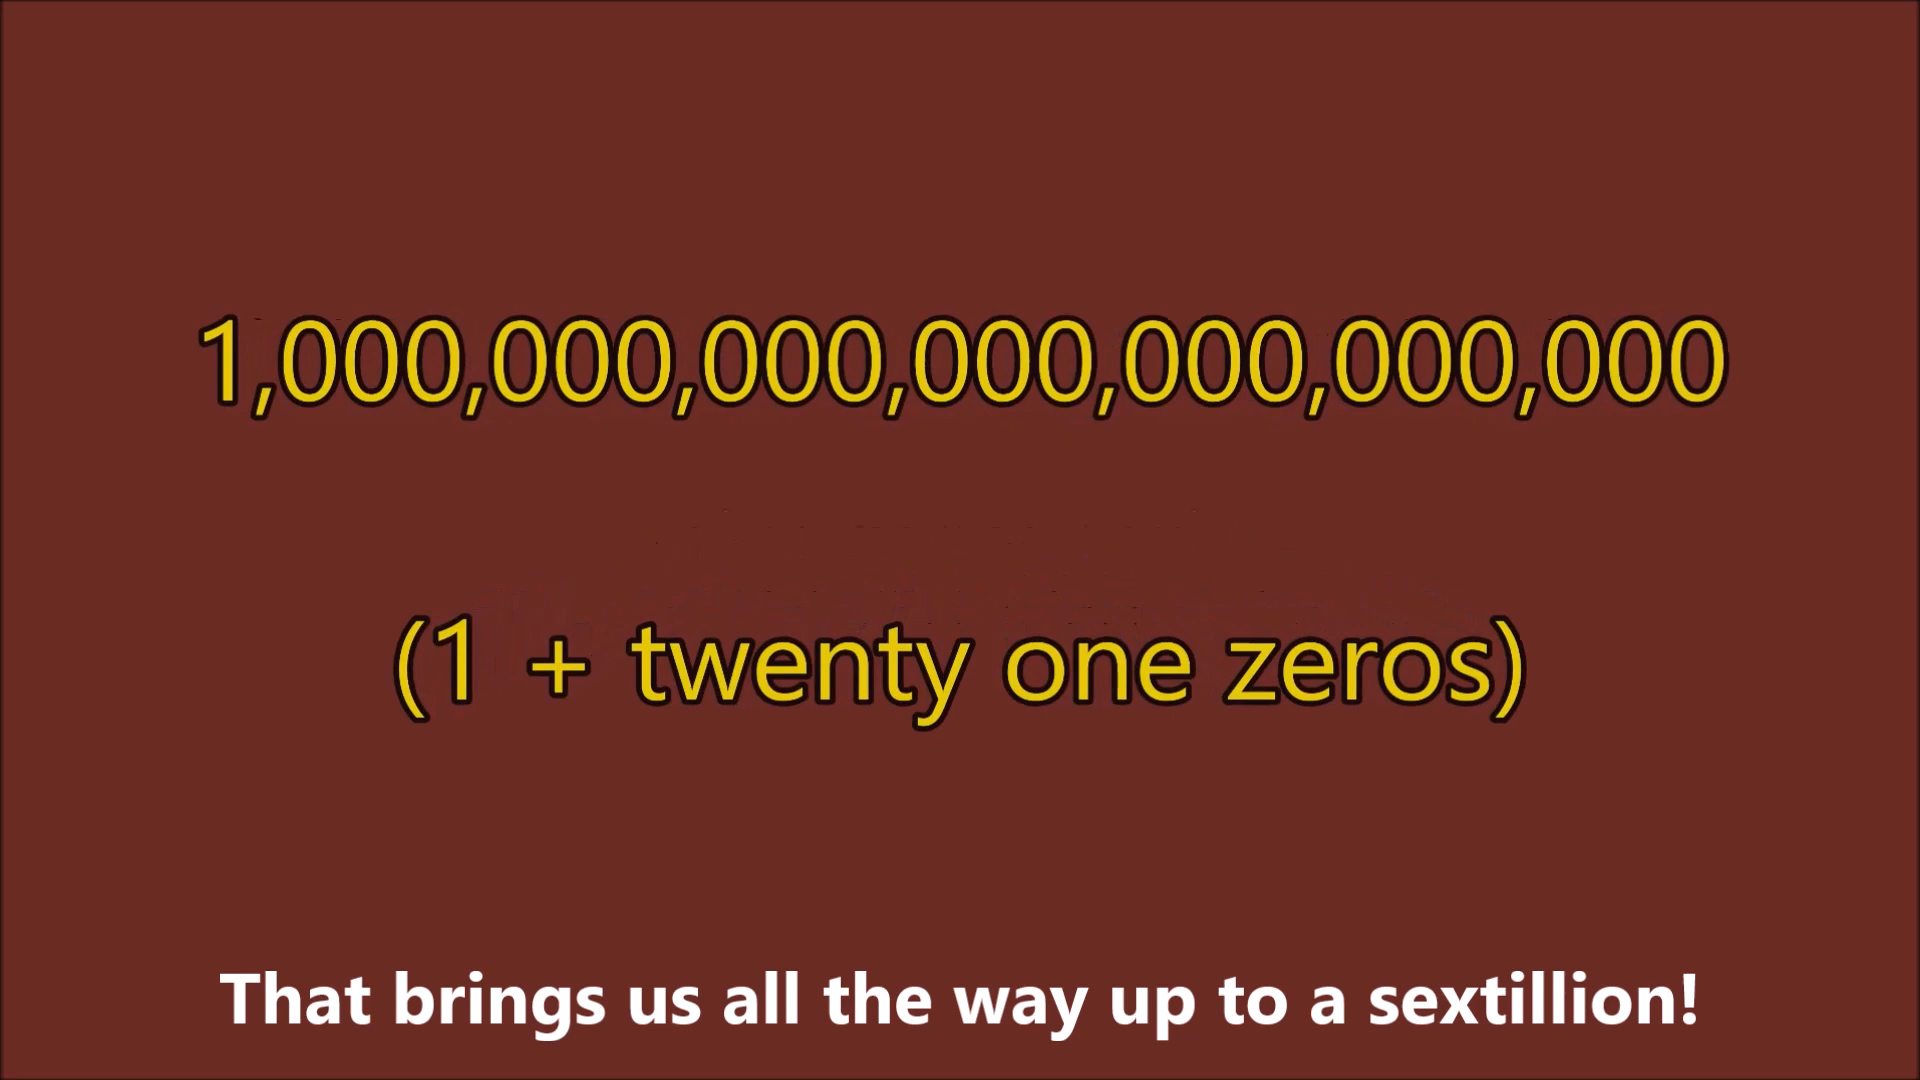 1,000,000,000,000,000,000,000
(1 + twenty one zeros)
That brings us all the way up to a sextillion!